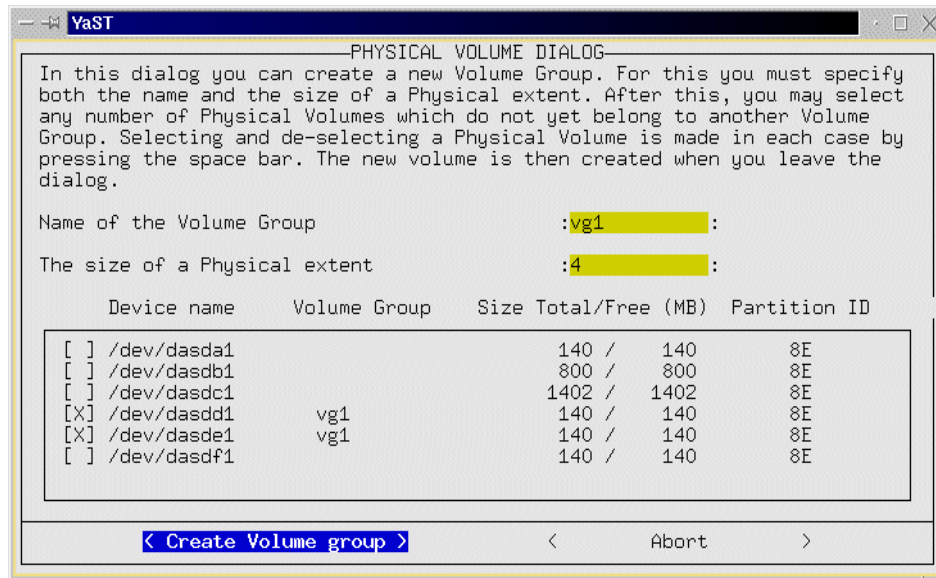 YaST
PHYSICAL VOLUME DIALOG
In this dialog you can create a new Volume Group. For this you must specify
both the name and the size of a Physical extent. After this, you may select
any number of Physical Volumes which do not yet belong to another Volume
Group. Selecting and de-selecting a Physical Volume is made in each case by
pressing the space bar. The new volume is then created when you leave the
dialog.
Name of the Volume Group :vg1 :
The size of a Physical extent :4 :
Device name Volume Group Size Total/Free (MB) Partition ID
[ ] /dev/dasda1 140 / 140 8E
[ ] /dev/dasdb1 800 / 800 8E
[ ] /dev/dasdc1 1402 / 1402 8E
[X] /dev/dasdd1 vg1 140 / 140 8E
[X] /dev/dasde1 vg1 140 / 140 8E
[ ] /dev/dasdf1 140 / 140 8E
< Create Volume group > < Abort >